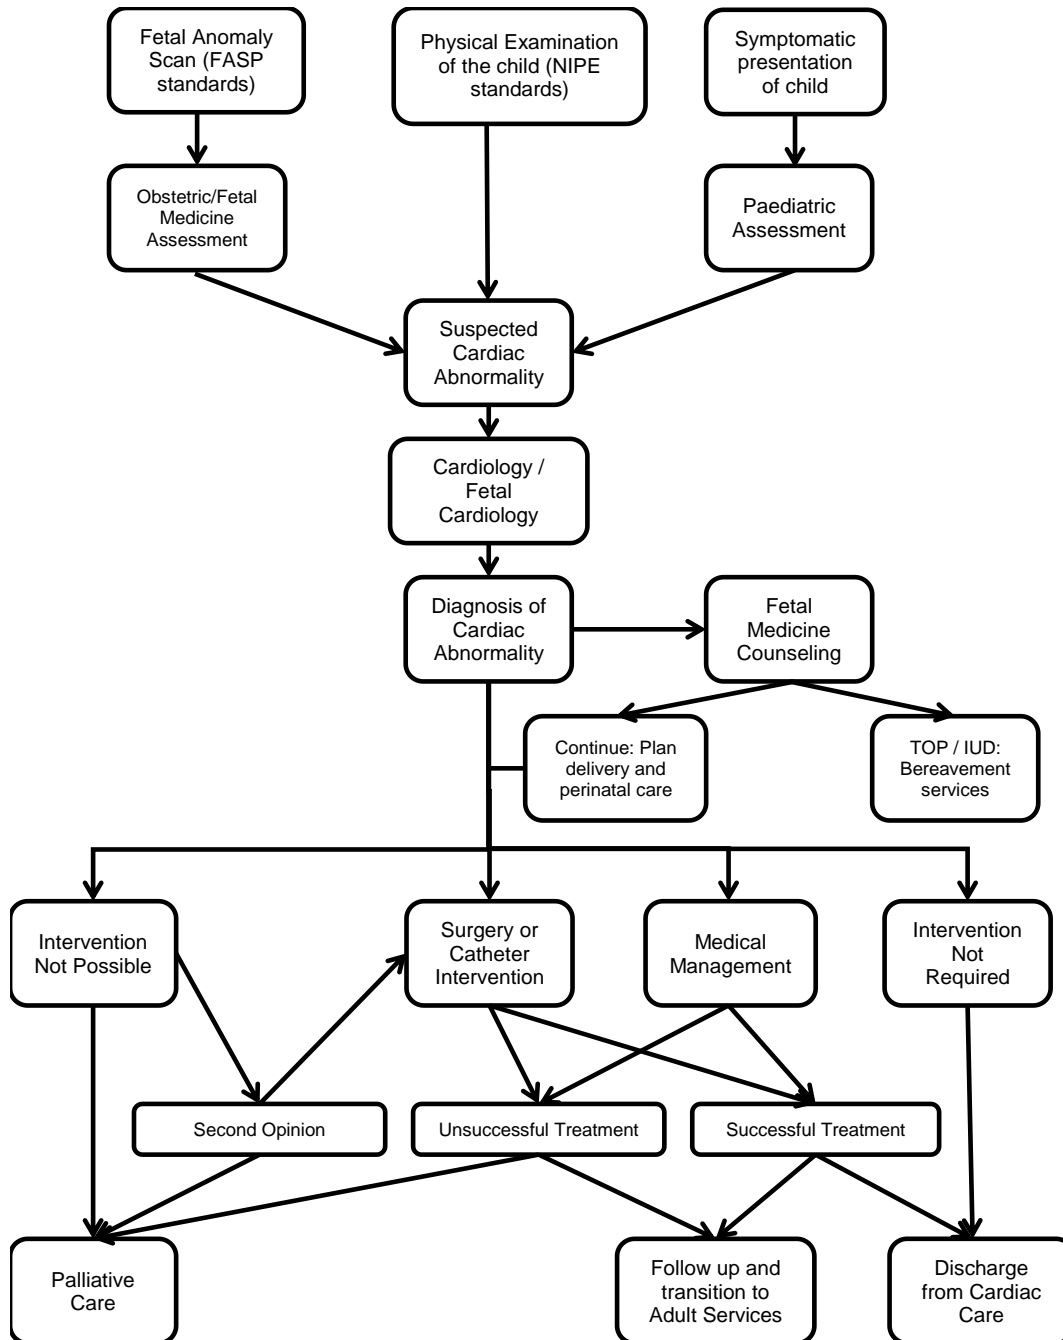 Fetal Anomaly
Scan (FASP
standards)
Physical Examination
of the child (NIPE
standards)
Symptomatic
presentation
of child
Obstetric/Fetal
Medicine
Assessment
Paediatric
Assessment
Suspected
Cardiac
Abnormality
Cardiology /
Fetal
Cardiology
Diagnosis of
Cardiac
Abnormality
Fetal
Medicine
Counseling
Continue: Plan
delivery and
perinatal care
TOP / IUD:
Bereavement
services
Intervention
Not Possible
Surgery or
Catheter
Intervention
Medical
Management
Intervention
Not
Required
Second Opinion
Unsuccessful Treatment
Successful Treatment
Palliative
Care
Follow up and
transition to
Adult Services
Discharge
from Cardiac
Care